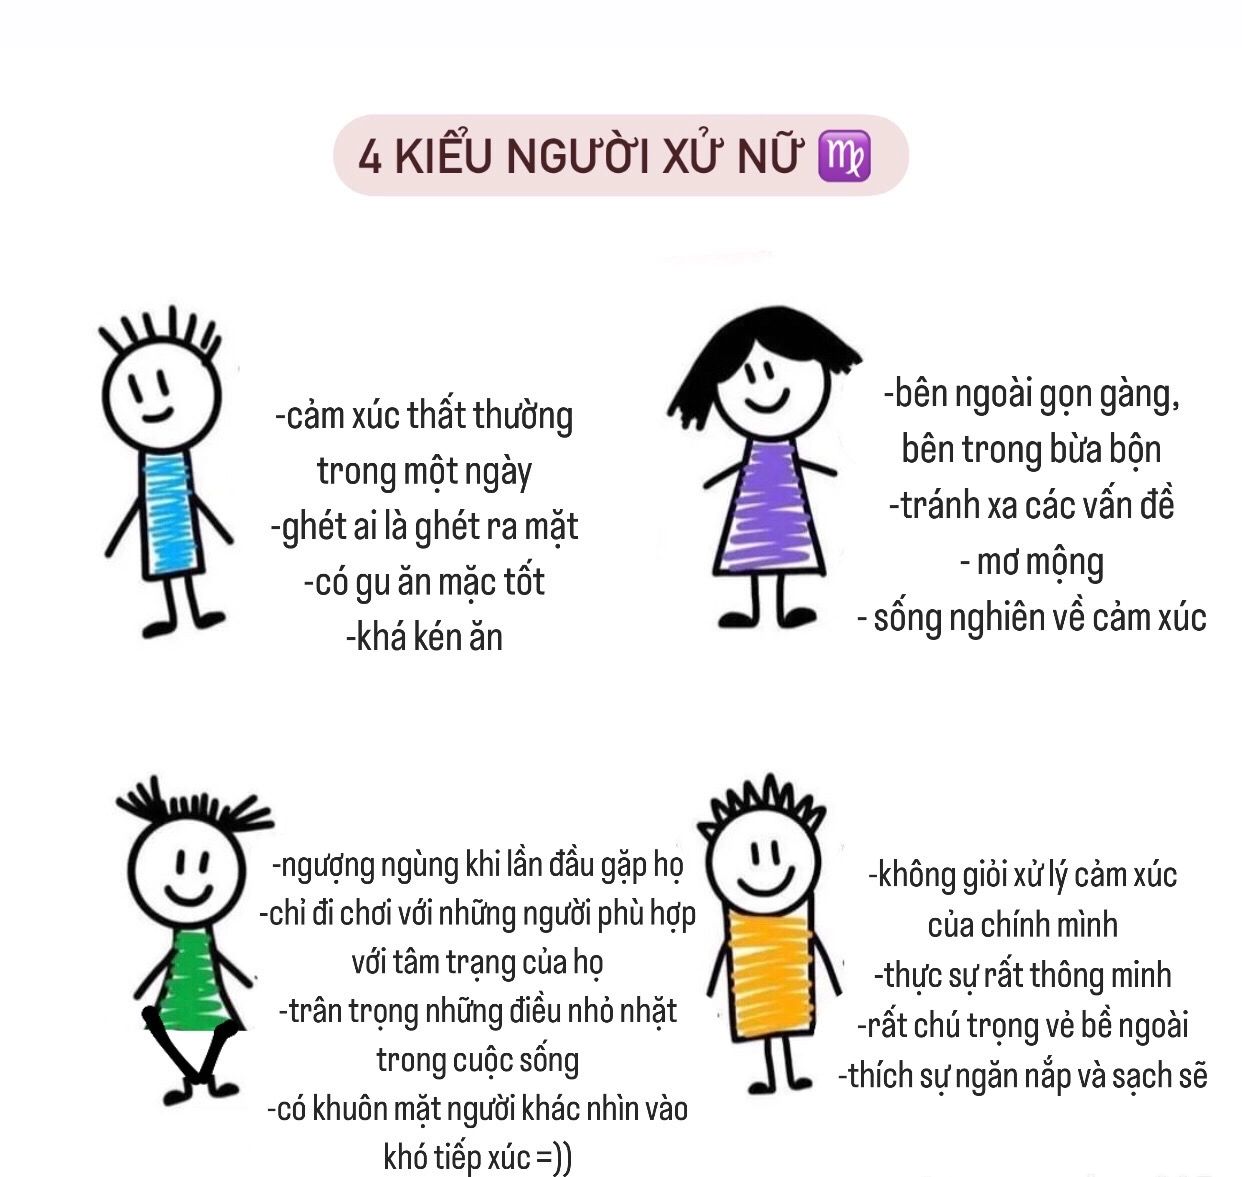 4 KIỂU NGƯỜI XỬ NỮ ♍
-cảm xúc thất thường
trong một ngày
-ghét ai là ghét ra mặt
-có gu ăn mặc tốt
-khá kén ăn
-bên ngoài gọn gàng,
bên trong bừa bộn
-tránh xa các vấn đề
- mơ mộng
- sống nghiên về cảm xúc
-ngượng ngùng khi lần đầu gặp họ
-chỉ đi chơi với những người phù hợp
với tâm trạng của họ
-trân trọng những điều nhỏ nhặt
trong cuộc sống
-có khuôn mặt người khác nhìn vào
khó tiếp xúc =))
-không giỏi xử lý cảm xúc
của chính mình
-thực sự rất thông minh
-rất chú trọng vẻ bề ngoài
-thích sự ngăn nắp và sạch sẽ